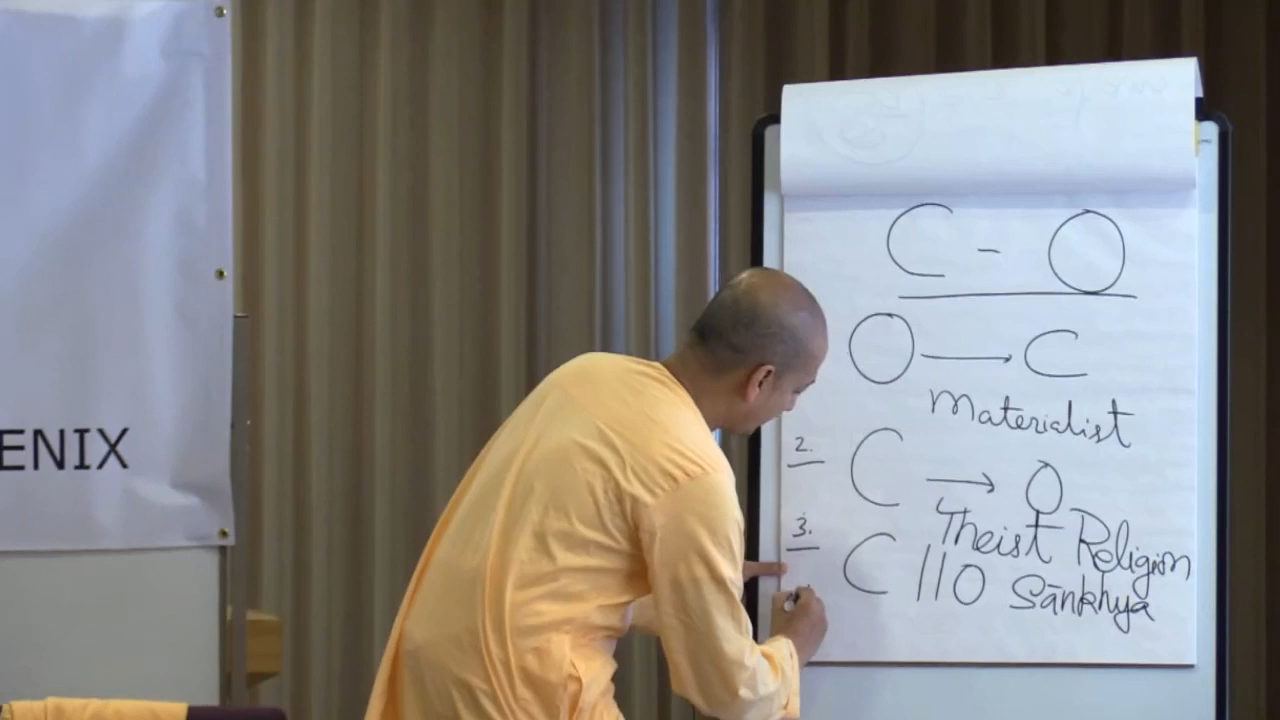 ENIX
C - O
O → C
Materialist
2. C → O
Theist Religion
3. C || O Sānkhya